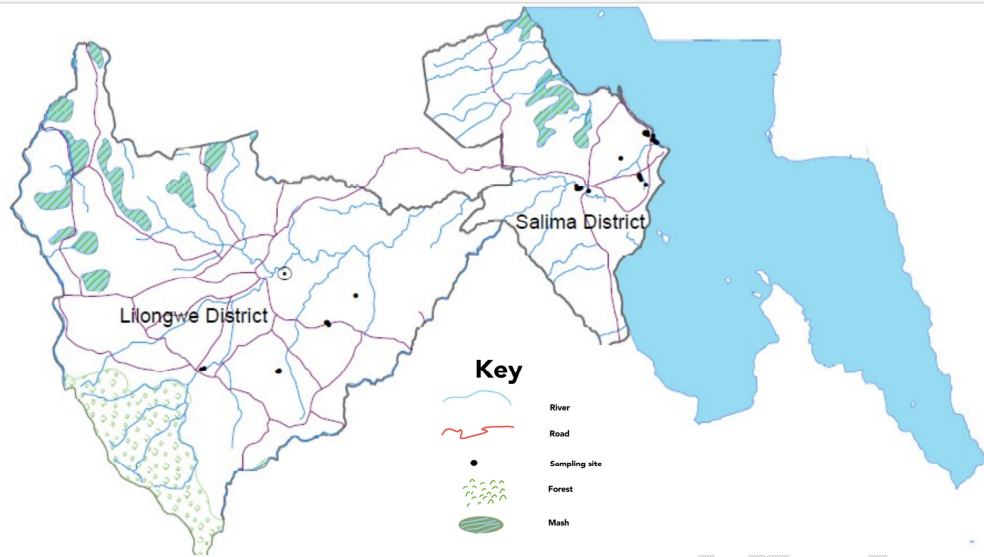 Salima District
Lilongwe District
Key
River
Road
Sampling site
Forest
Mash